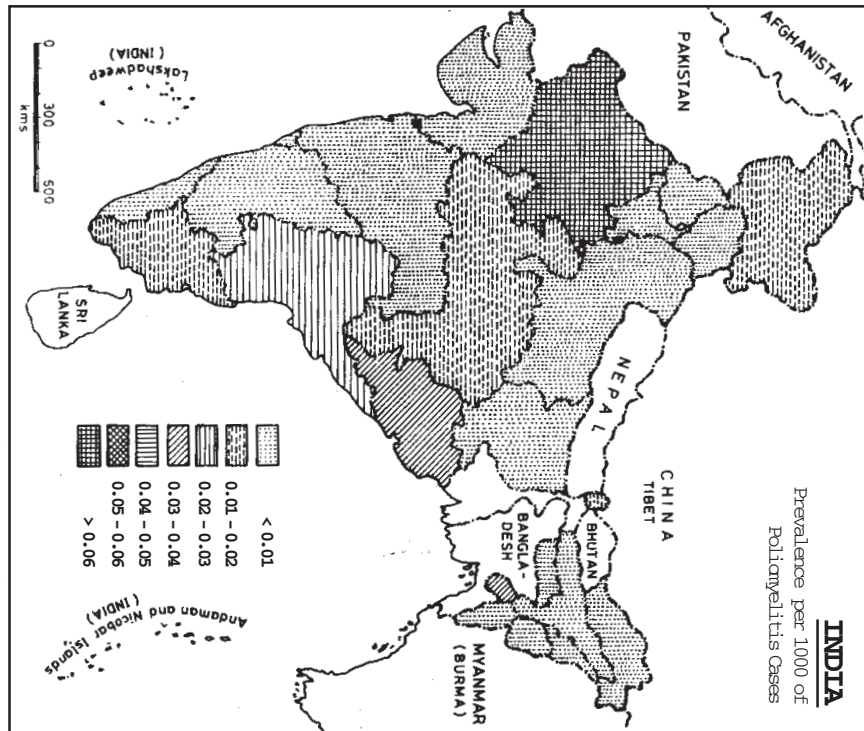 INDIA
Prevalence per 1000 of
Poliomyelitis Cases
AFGHANISTAN
PAKISTAN
CHINA
TIBET
NEPAL
BHUTAN
BANGLA-
DESH
MYANMAR
(BURMA)
SRI
LANKA
Lakshadweep
(INDIA)
Andaman and Nicobar Islands
(INDIA)
0 300 500
kms
< 0.01
0.01 - 0.02
0.02 - 0.03
0.03 - 0.04
0.04 - 0.05
0.05 - 0.06
> 0.06